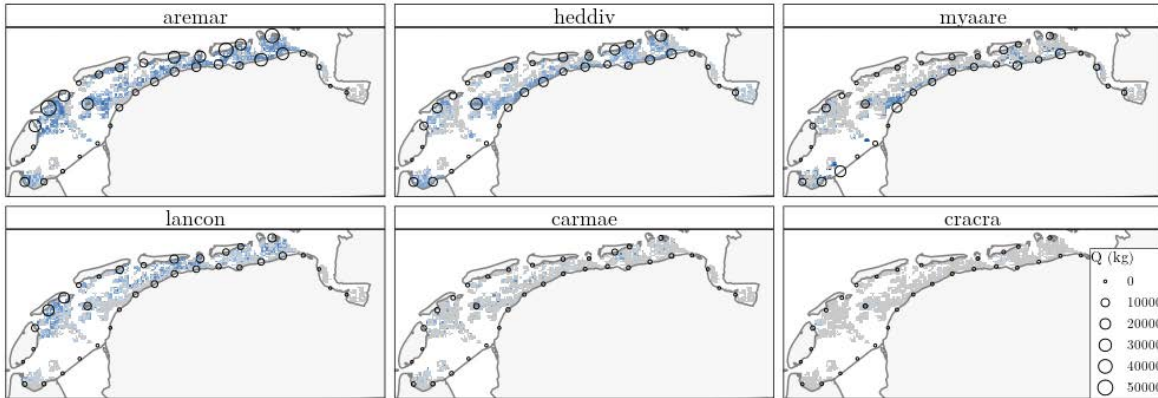 aremar
heddiv
myaare
lancon
carmae
cracra
Q (kg)
0
10000
20000
30000
40000
50000